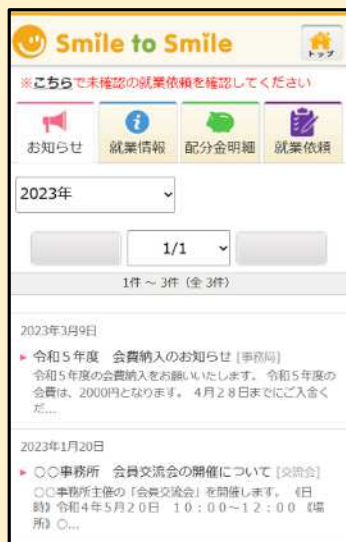 Smile to Smile
トップ
※こちらで未確認の就業依頼を確認してください
お知らせ
就業情報
配分金明細
就業依頼
2023年
1/1
1件 ～ 3件 (全 3件)
2023年3月9日
令和５年度　会費納入のお知らせ [事務局]
令和５年度の会費納入をお願いいたします。 令和５年度の
会費は、2000円となります。 ４月２８日までにご入金く
だ...
2023年1月20日
○○事務所　会員交流会の開催について [交流会]
○○事務所主催の「会員交流会」を開催します。 《日
時》令和４年５月２０日　１０：００～１２：００ 《場
所》○...